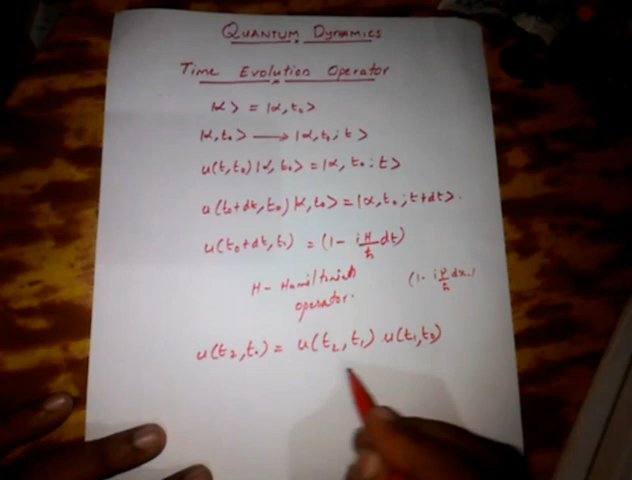 QUANTUM DYNAMICS
Time Evolution Operator
|α> = |α, t₀>
|α, t₀> ⟶ |α, t₀; t>
u(t, t₀) |α, t₀> = |α, t₀; t>
u(t₀+dt, t₀) |α, t₀> = |α, t₀; t+dt>.
u(t₀+dt, t₀) = (1 - iH/ħ dt)
H - Hamiltonian (1 - iP/ħ dx.)
operator.
u(t₂, t₀) = u(t₂, t₁) u(t₁, t₀)